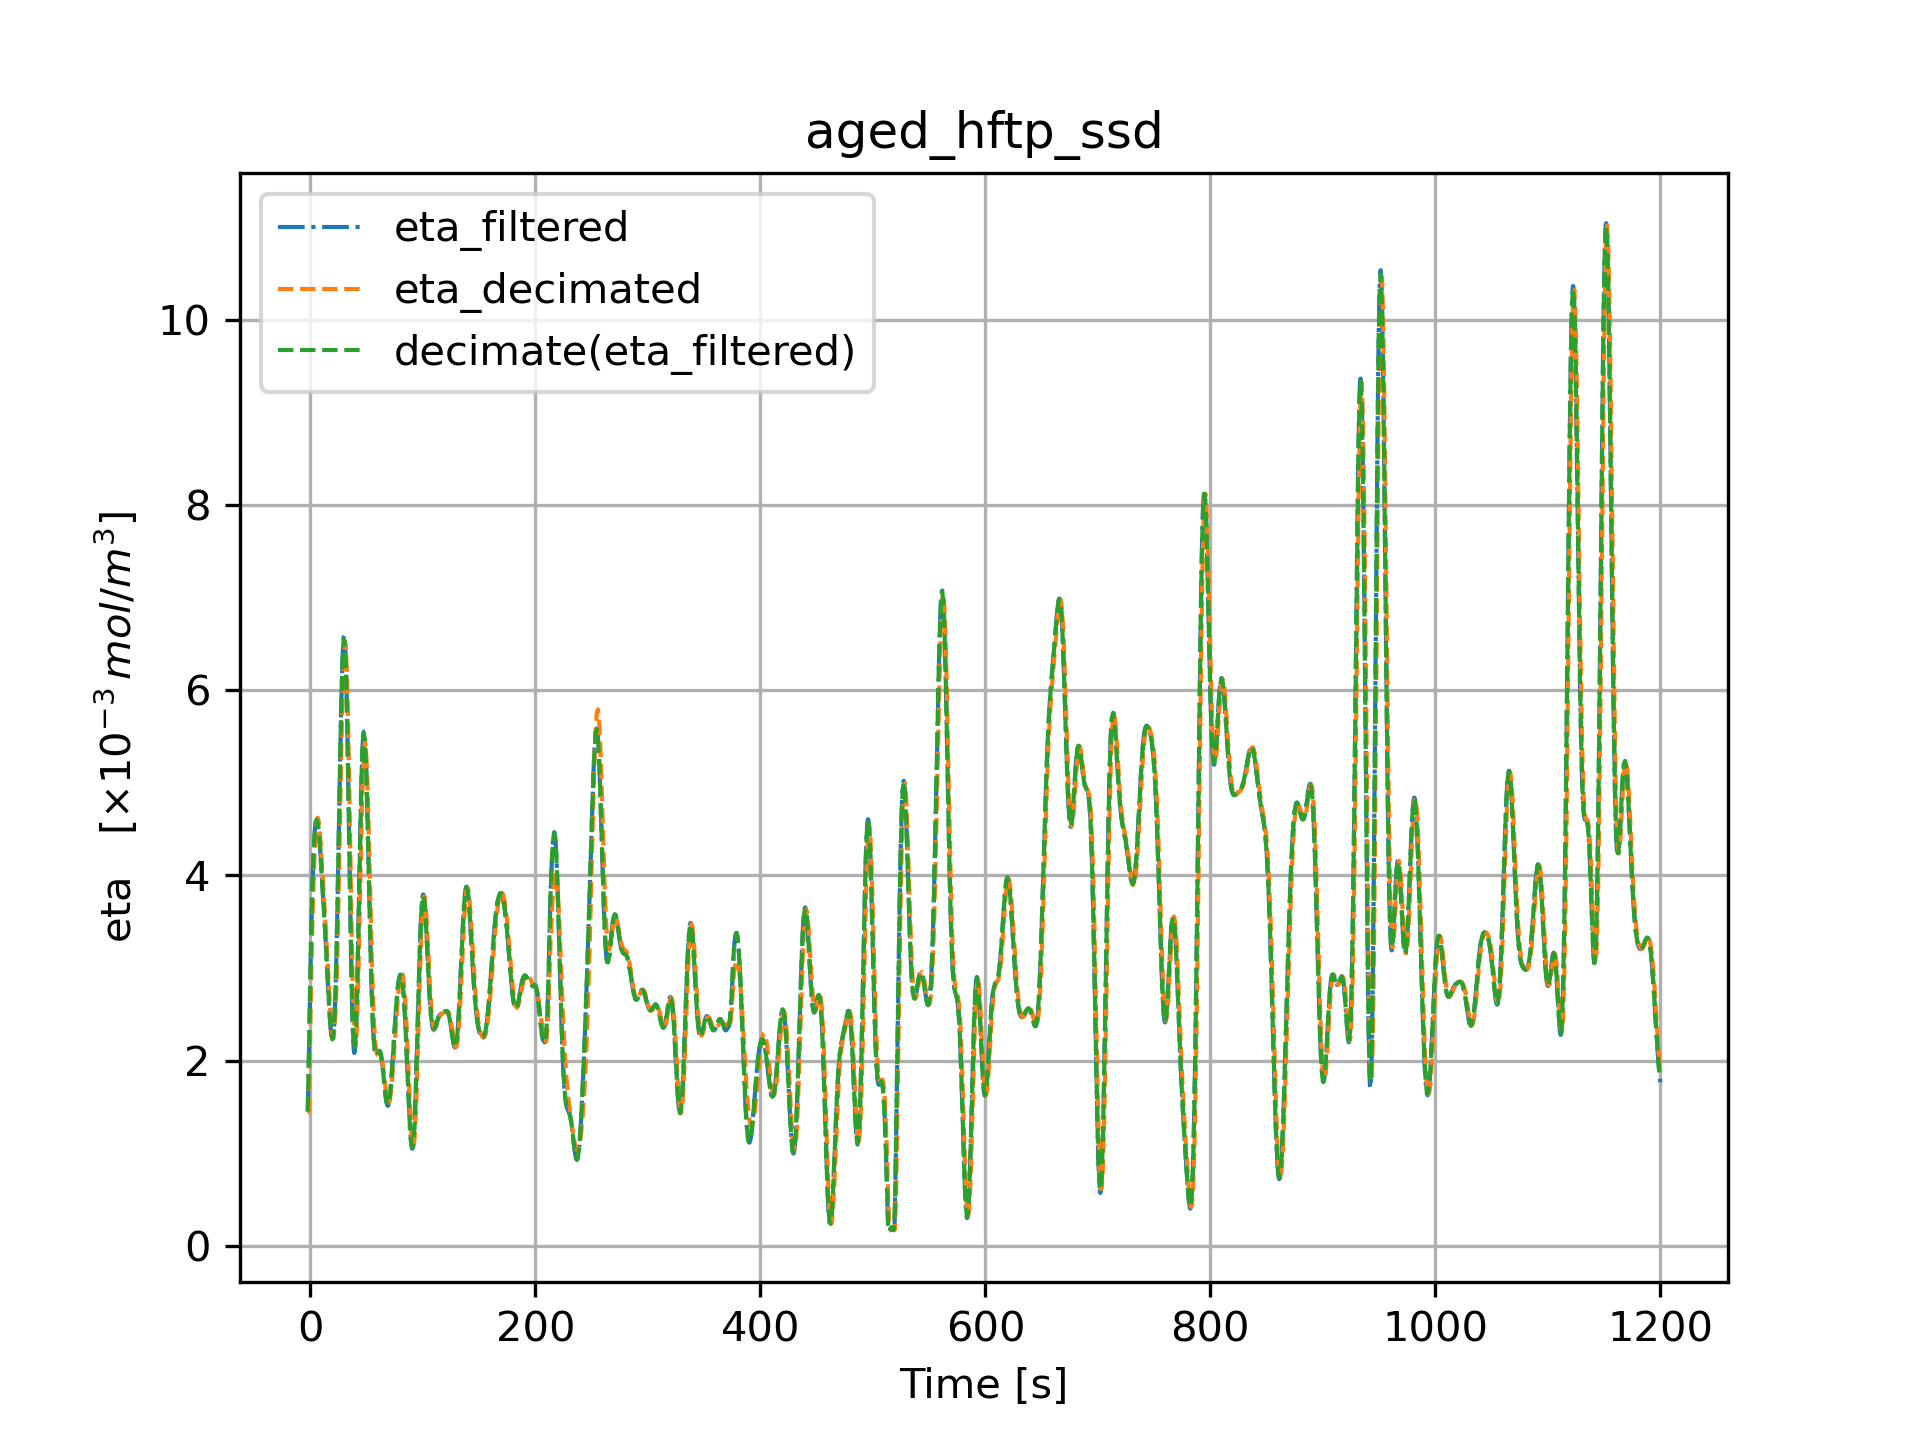 aged_hftp_ssd
eta_filtered
eta_decimated
decimate(eta_filtered)
10
8
6
4
2
0
eta [×10⁻³ mol/m³]
0 200 400 600 800 1000 1200
Time [s]